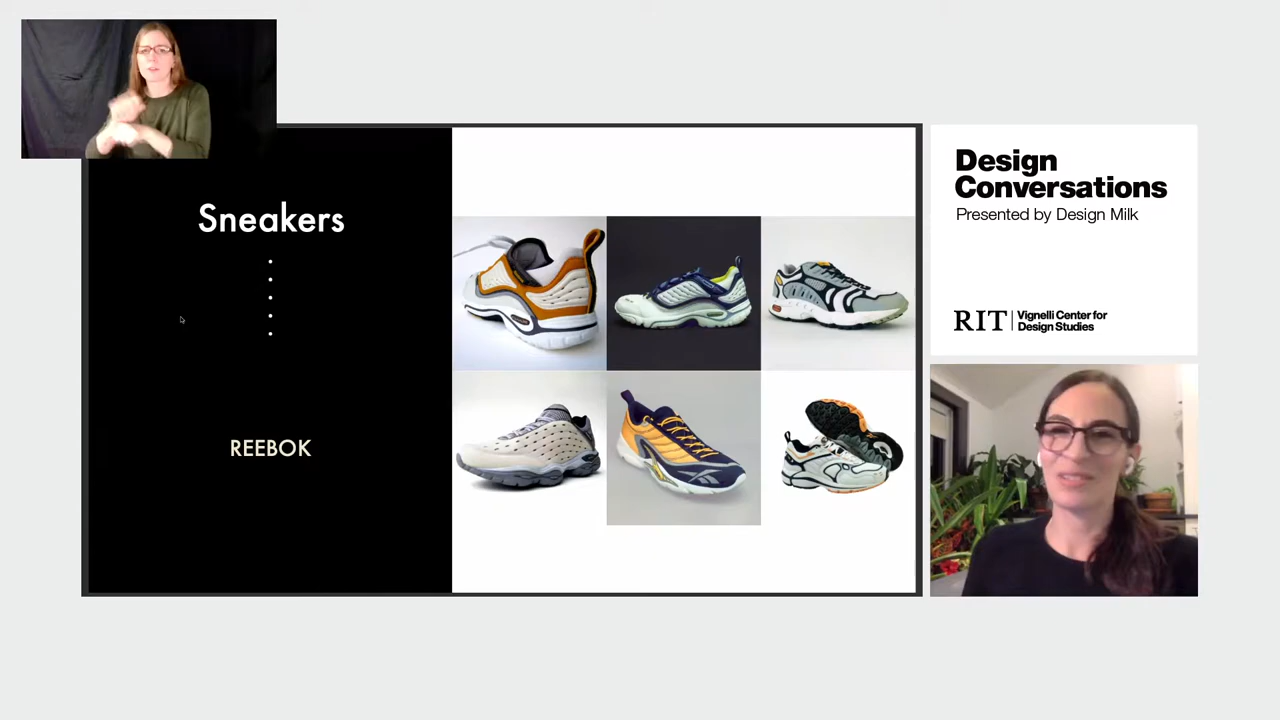 Sneakers
REEBOK
Design
Conversations
Presented by Design Milk
RIT
Vignelli Center for
Design Studies